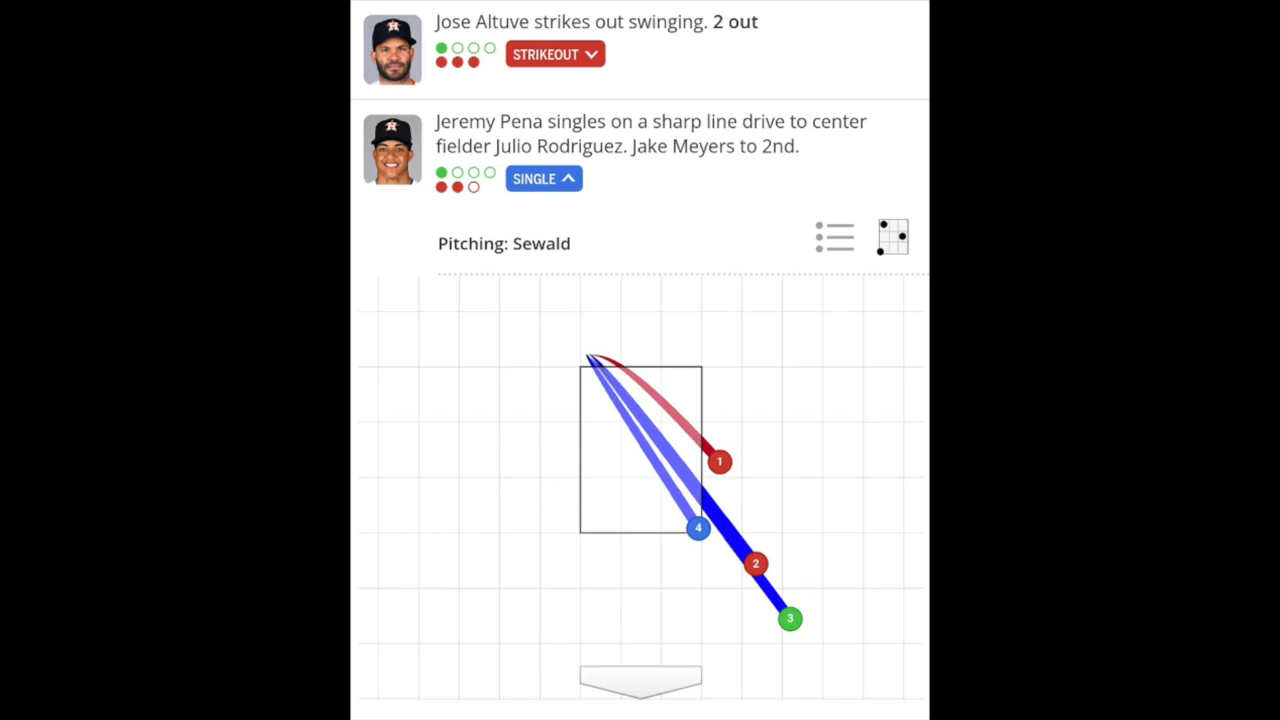 Jose Altuve strikes out swinging. 2 out
STRIKEOUT
Jeremy Pena singles on a sharp line drive to center
fielder Julio Rodriguez. Jake Meyers to 2nd.
SINGLE
Pitching: Sewald
1
4
2
3